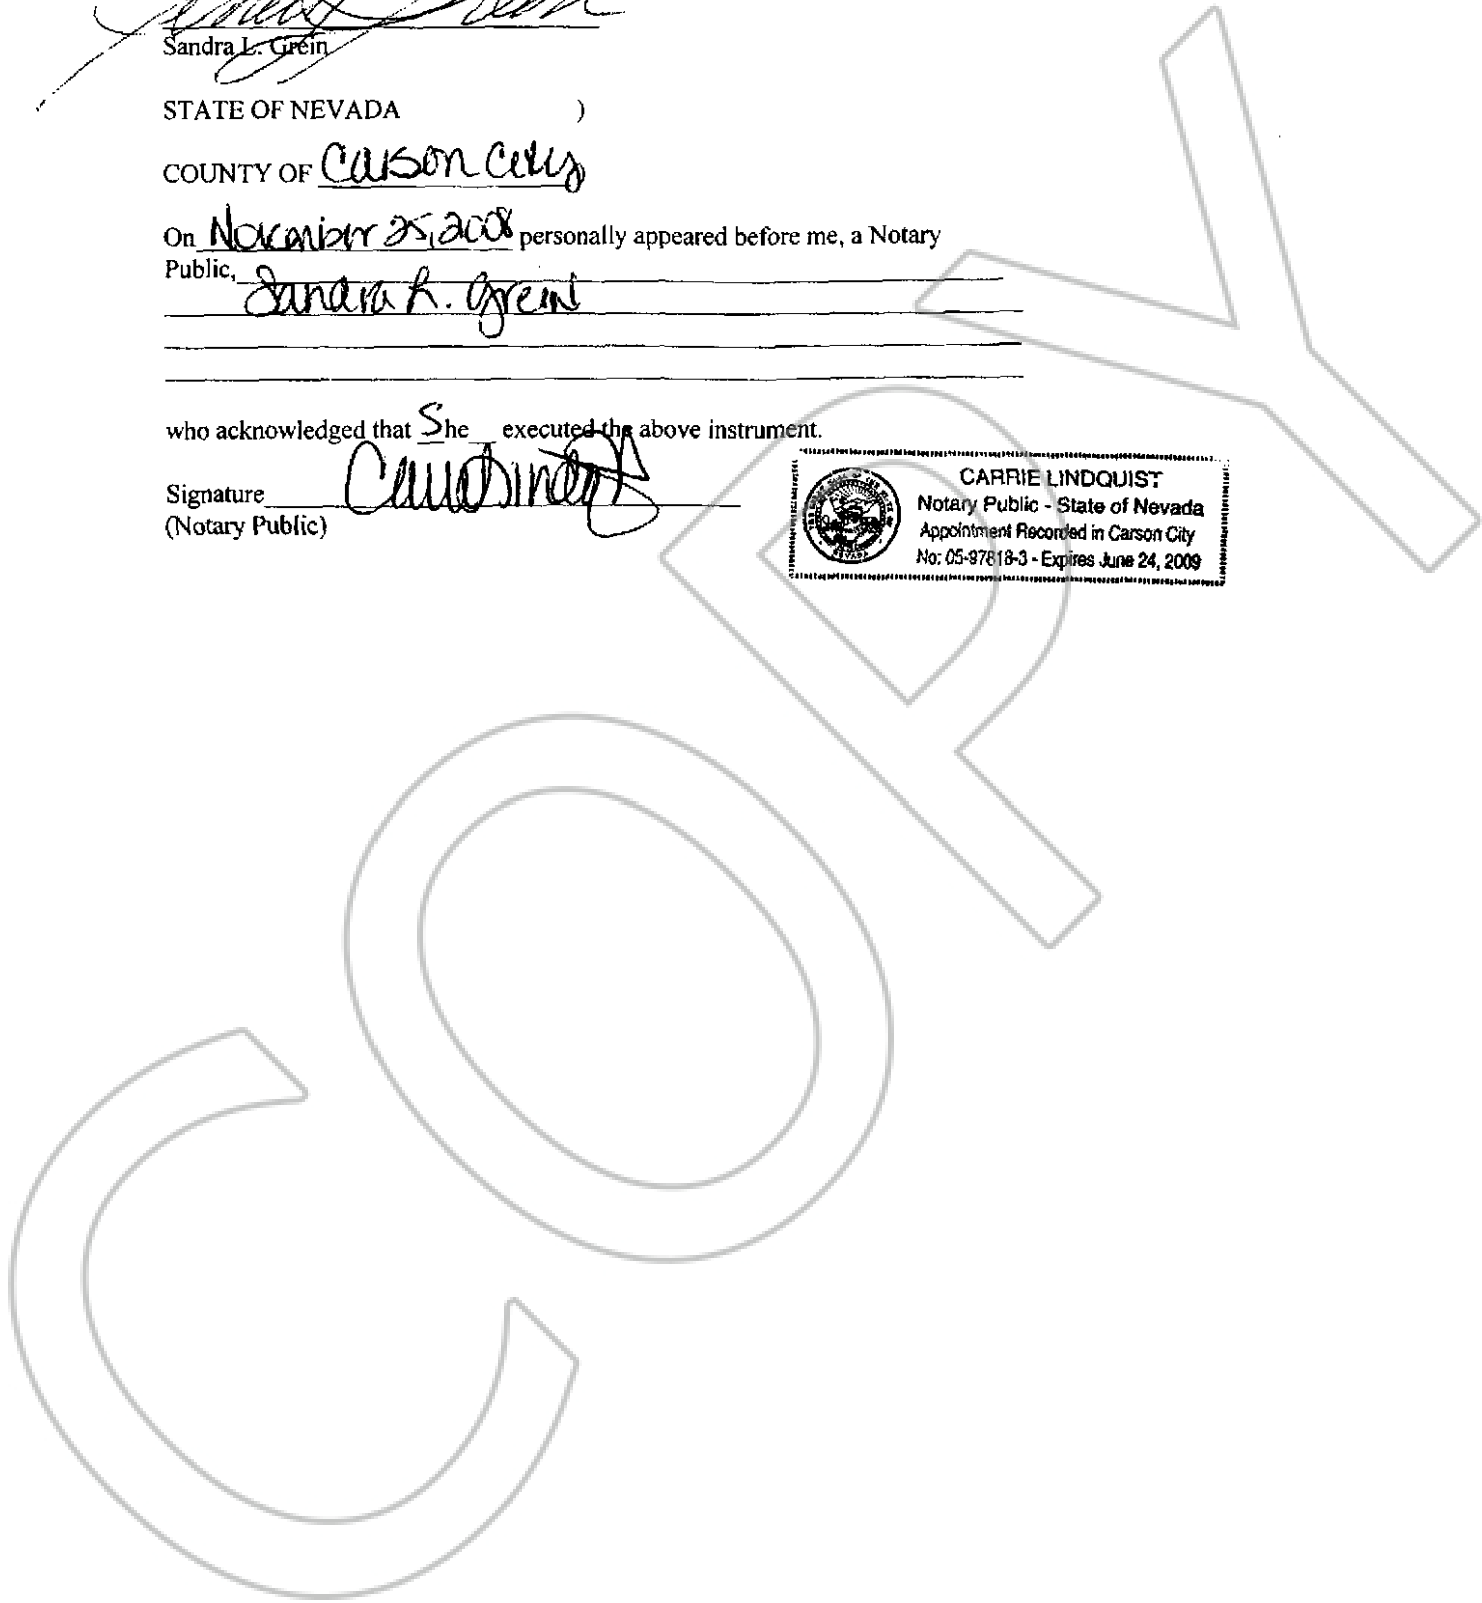 Sandra L. Grein
STATE OF NEVADA )
COUNTY OF Carson City
On November 25, 2008 personally appeared before me, a Notary
Public,
Sandra L. Grein
who acknowledged that She executed the above instrument.
Signature
(Notary Public)
CARRIE LINDQUIST
Notary Public - State of Nevada
Appointment Recorded in Carson City
No: 05-97818-3 - Expires June 24, 2009
COPY